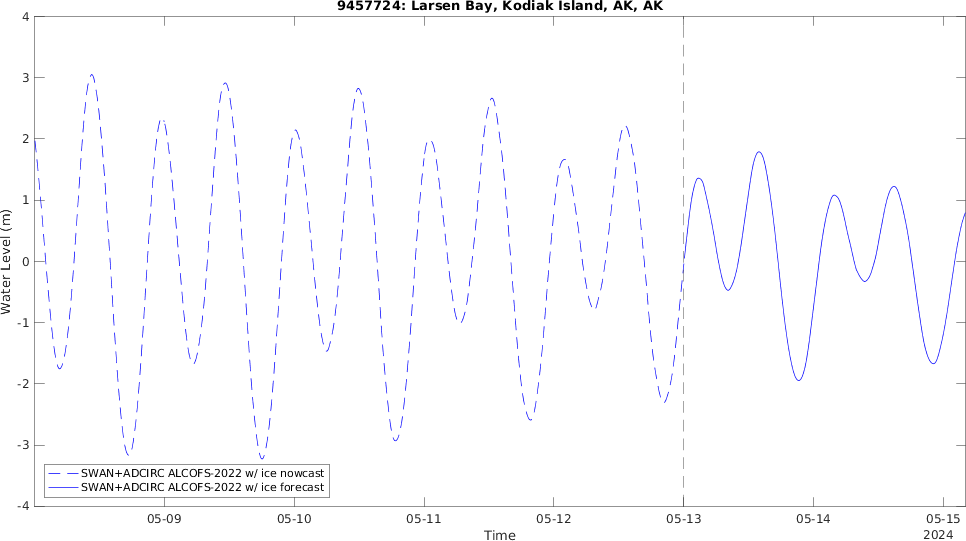 9457724: Larsen Bay, Kodiak Island, AK, AK
4
3
2
1
0
-1
-2
-3
-4
Water Level (m)
SWAN+ADCIRC ALCOFS-2022 w/ ice nowcast
SWAN+ADCIRC ALCOFS-2022 w/ ice forecast
05-09 05-10 05-11 05-12 05-13 05-14 05-15
Time
2024